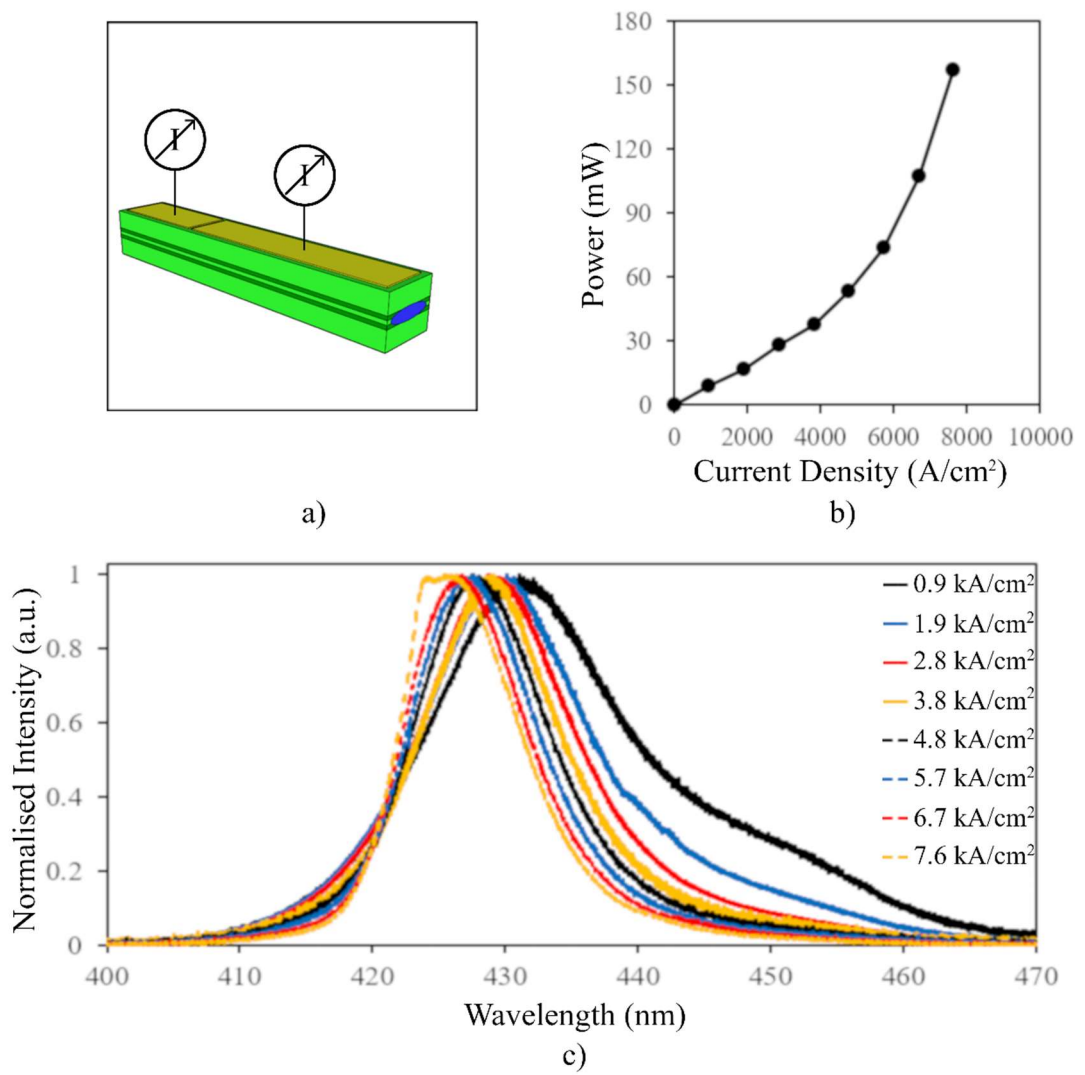 I
I
a)
180
150
120
90
60
30
0
Power (mW)
0 2000 4000 6000 8000 10000
Current Density (A/cm²)
b)
Normalised Intensity (a.u.)
1
0.8
0.6
0.4
0.2
0
0.9 kA/cm²
1.9 kA/cm²
2.8 kA/cm²
3.8 kA/cm²
4.8 kA/cm²
5.7 kA/cm²
6.7 kA/cm²
7.6 kA/cm²
400 410 420 430 440 450 460 470
Wavelength (nm)
c)